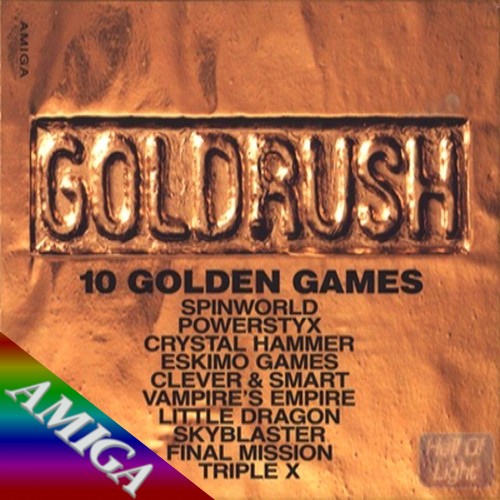 AMIGA
GOLDRUSH
10 GOLDEN GAMES
SPINWORLD
POWERSTYX
CRYSTAL HAMMER
ESKIMO GAMES
CLEVER & SMART
VAMPIRE'S EMPIRE
LITTLE DRAGON
SKYBLASTER
FINAL MISSION
TRIPLE X
AMIGA
Hall Of
Light